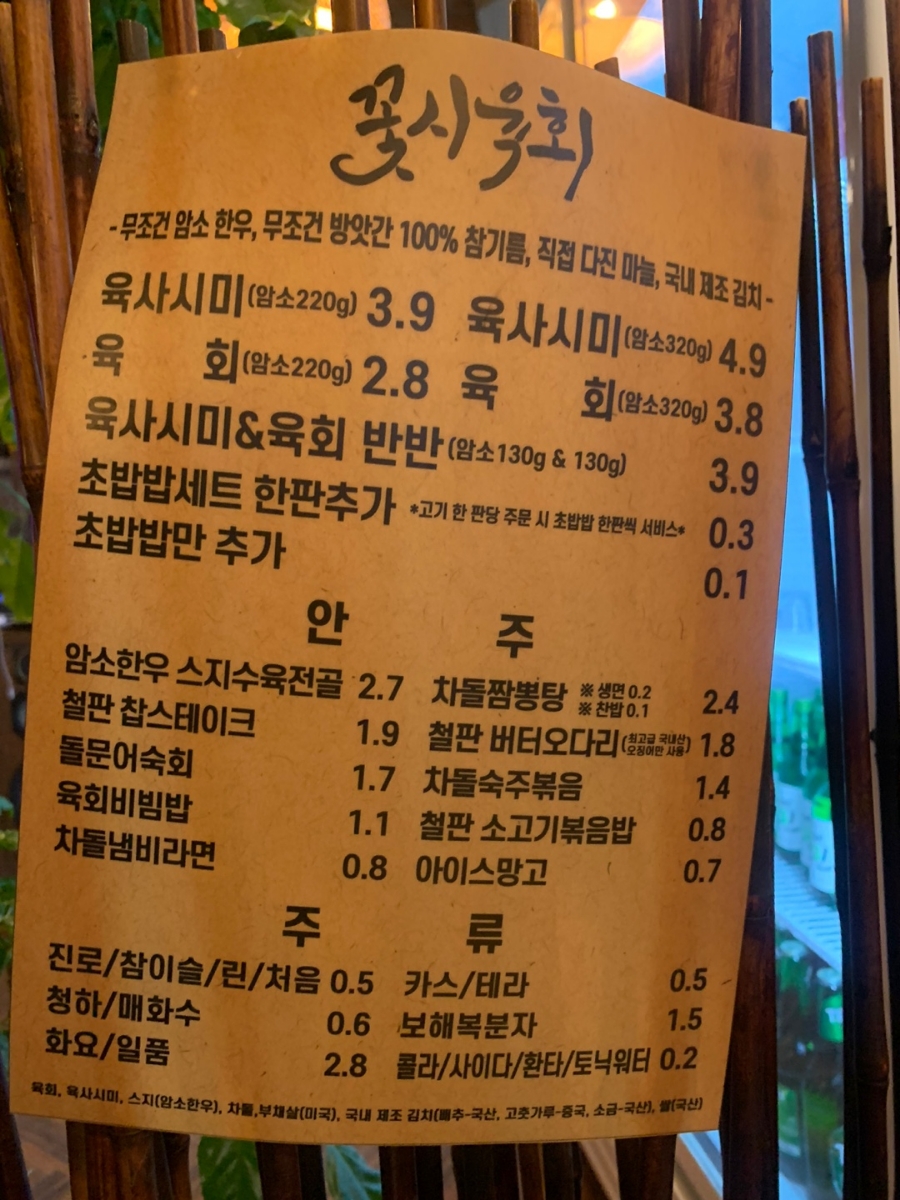 꽃시육회
- 무조건 암소 한우, 무조건 방앗간 100% 참기름, 직접 다진 마늘, 국내 제조 김치 -
육사시미(암소220g) 3.9 육사시미(암소320g) 4.9
육 회(암소220g) 2.8 육 회(암소320g) 3.8
육사시미&육회 반반(암소130g & 130g) 3.9
초밥밥세트 한판추가 *고기 한 판당 주문 시 초밥밥 한판씩 서비스* 0.3
초밥밥만 추가 0.1
안 주
암소한우 스지수육전골 2.7 차돌짬뽕탕 ※ 생면 0.2 ※ 찬밥 0.1 2.4
철판 찹스테이크 1.9 철판 버터오다리(최고급 국내산 오징어만 사용) 1.8
돌문어숙회 1.7 차돌숙주볶음 1.4
육회비빔밥 1.1 철판 소고기볶음밥 0.8
차돌냄비라면 0.8 아이스망고 0.7
주 류
진로/참이슬/린/처음 0.5 카스/테라 0.5
청하/매화수 0.6 보해복분자 1.5
화요/일품 2.8 콜라/사이다/환타/토닉워터 0.2
육회, 육사시미, 스지(암소한우), 차돌,부채살(미국), 국내 제조 김치(배추-국산, 고춧가루-중국, 소금-국산), 쌀(국산)